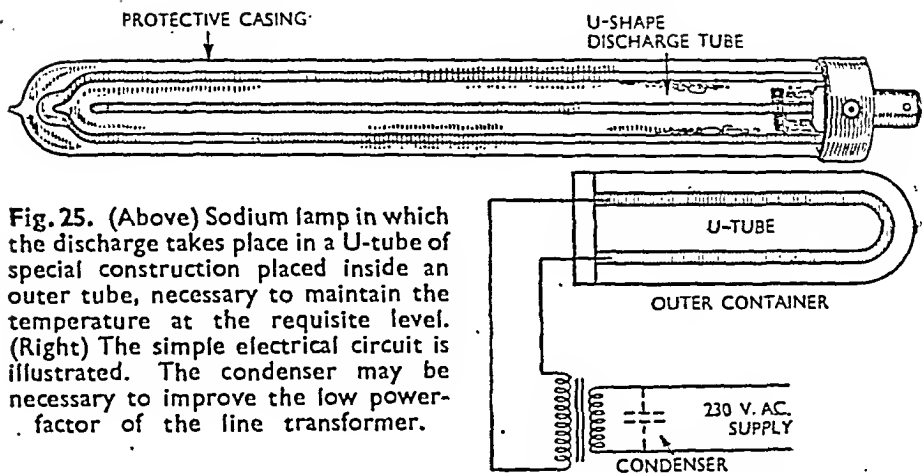 PROTECTIVE CASING
U-SHAPE
DISCHARGE TUBE
Fig. 25. (Above) Sodium lamp in which
the discharge takes place in a U-tube of
special construction placed inside an
outer tube, necessary to maintain the
temperature at the requisite level.
(Right) The simple electrical circuit is
illustrated. The condenser may be
necessary to improve the low power-
factor of the line transformer.
U-TUBE
OUTER CONTAINER
230 V. AC.
SUPPLY
CONDENSER